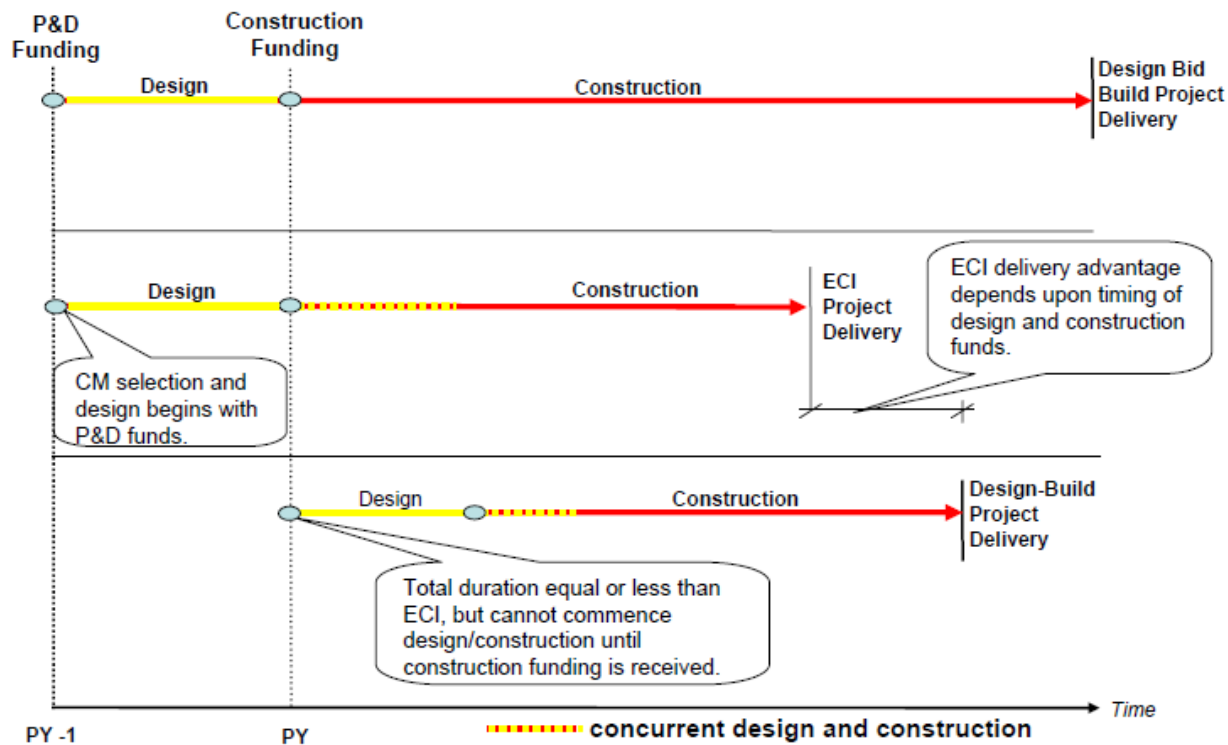 P&D
Funding
Construction
Funding
Design
Construction
Design Bid
Build Project
Delivery
Design
Construction
ECI
Project
Delivery
ECI delivery advantage
depends upon timing of
design and construction
funds.
CM selection and
design begins with
P&D funds.
Design
Construction
Design-Build
Project
Delivery
Total duration equal or less than
ECI, but cannot commence
design/construction until
construction funding is received.
Time
PY -1
PY
concurrent design and construction